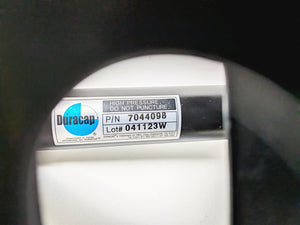 HIGH PRESSURE
DO NOT PUNCTURE
Duracap
P/N 7044098
Lot# 041123W